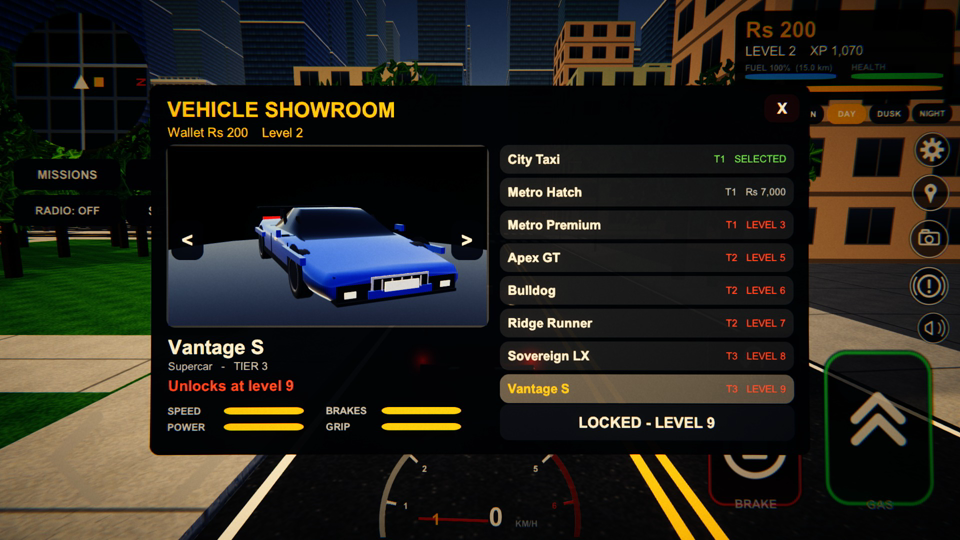 Rs 200
LEVEL 2 XP 1,070
FUEL 100% (15.0 km) HEALTH
N
DAY DUSK NIGHT
MISSIONS
RADIO: OFF
VEHICLE SHOWROOM
X
Wallet Rs 200 Level 2
< >
Vantage S
Supercar - TIER 3
Unlocks at level 9
SPEED BRAKES
POWER GRIP
City Taxi T1 SELECTED
Metro Hatch T1 Rs 7,000
Metro Premium T1 LEVEL 3
Apex GT T2 LEVEL 5
Bulldog T2 LEVEL 6
Ridge Runner T2 LEVEL 7
Sovereign LX T3 LEVEL 8
Vantage S T3 LEVEL 9
LOCKED - LEVEL 9
2 5
1 6
1 0 KM/H
BRAKE GAS